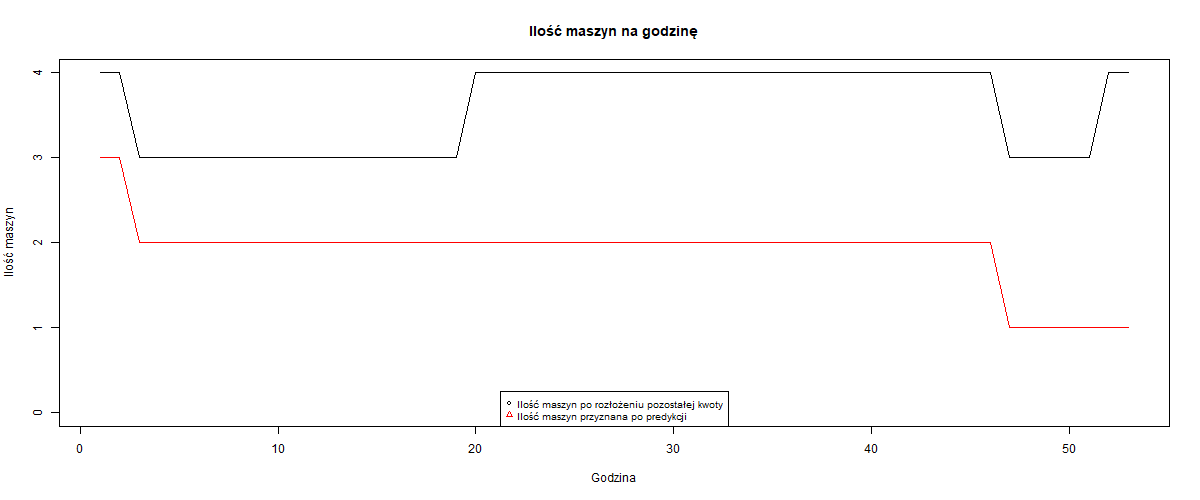 Ilość maszyn na godzinę
Ilość maszyn
4
3
2
1
0
Ilość maszyn po rozłożeniu pozostałej kwoty
Ilość maszyn przyznana po predykcji
0 10 20 30 40 50
Godzina